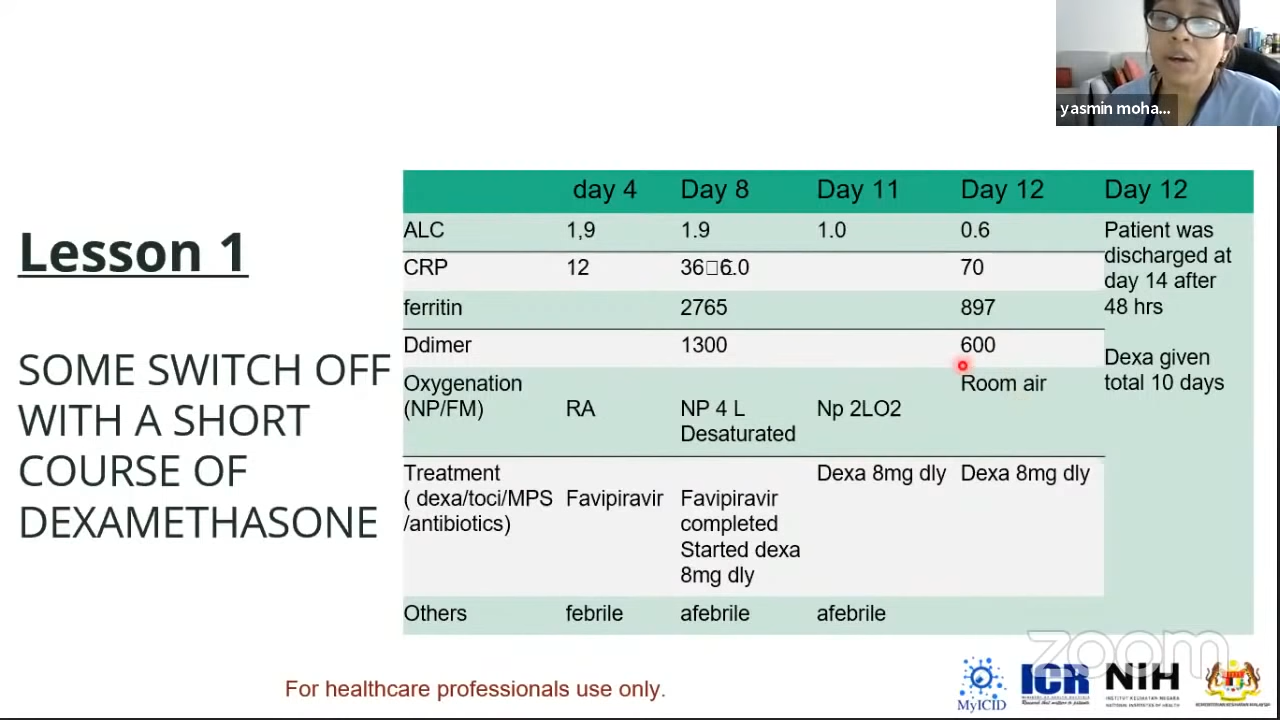 yasmin moha...
Lesson 1
SOME SWITCH OFF
WITH A SHORT
COURSE OF
DEXAMETHASONE
day 4 Day 8 Day 11 Day 12 Day 12
ALC 1,9 1.9 1.0 0.6
CRP 12 36□6.0 70
ferritin 2765 897
Ddimer 1300 600
Oxygenation
(NP/FM) RA NP 4 L
Desaturated Np 2LO2 Room air
Treatment
( dexa/toci/MPS
/antibiotics) Favipiravir Favipiravir
completed
Started dexa
8mg dly Dexa 8mg dly Dexa 8mg dly
Others febrile afebrile afebrile
Patient was
discharged at
day 14 after
48 hrs
Dexa given
total 10 days
zoom
For healthcare professionals use only.
MyICID
ICR
NIH